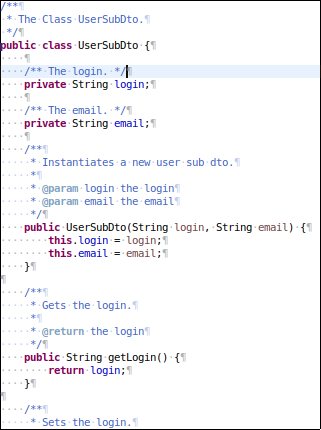 /**
 * The Class UserSubDto.
 */
public class UserSubDto {

    /** The login. */
    private String login;

    /** The email. */
    private String email;

    /**
     * Instantiates a new user sub dto.
     *
     * @param login the login
     * @param email the email
     */
    public UserSubDto(String login, String email) {
        this.login = login;
        this.email = email;
    }

    /**
     * Gets the login.
     *
     * @return the login
     */
    public String getLogin() {
        return login;
    }

    /**
     * Sets the login.